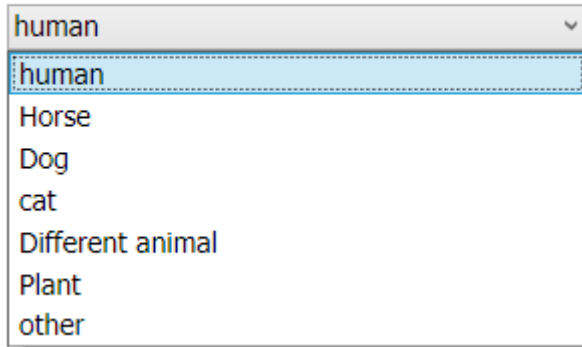 human
human
Horse
Dog
cat
Different animal
Plant
other